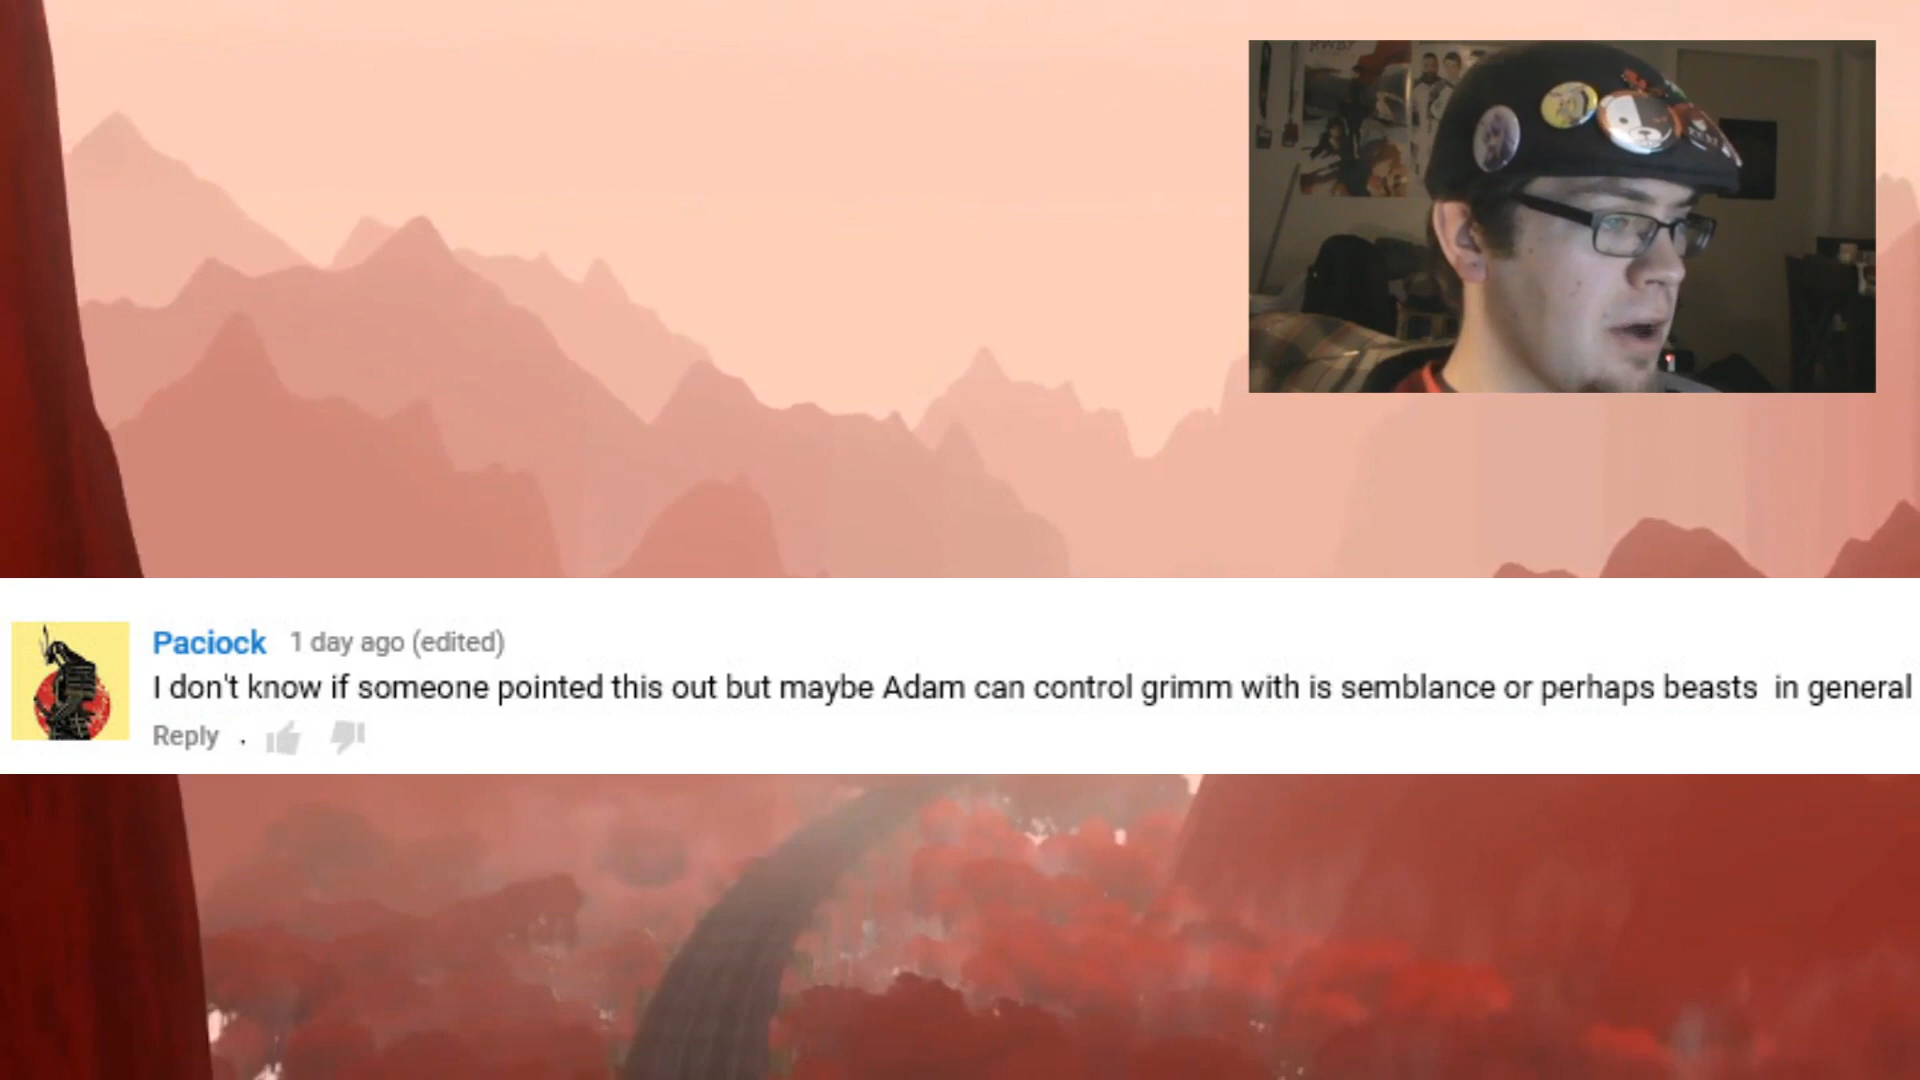 RWBY
Paciock 1 day ago (edited)
I don't know if someone pointed this out but maybe Adam can control grimm with is semblance or perhaps beasts in general
Reply .